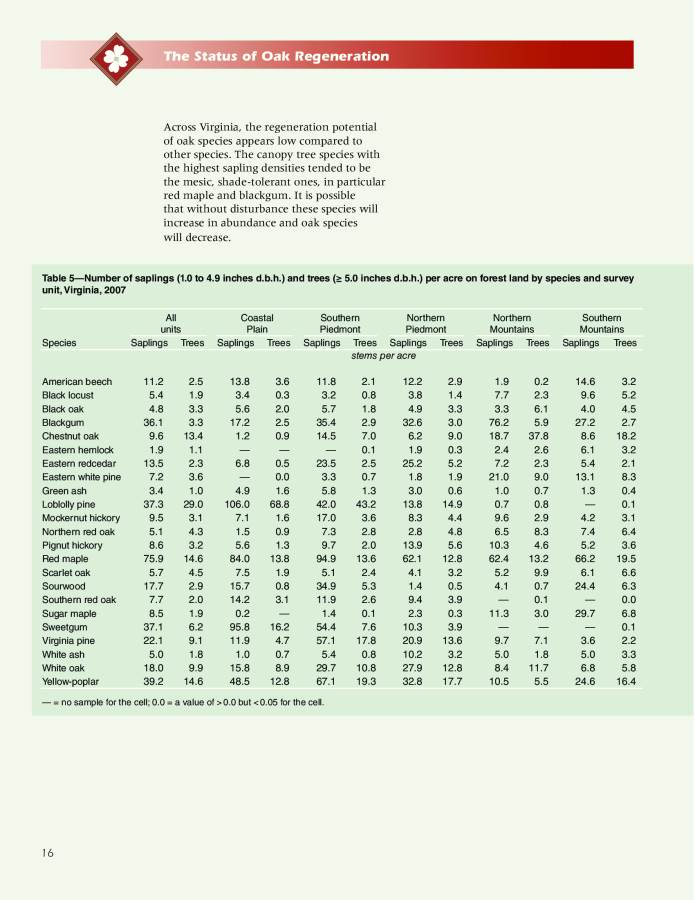 The Status of Oak Regeneration
Across Virginia, the regeneration potential
of oak species appears low compared to
other species. The canopy tree species with
the highest sapling densities tended to be
the mesic, shade-tolerant ones, in particular
red maple and blackgum. It is possible
that without disturbance these species will
increase in abundance and oak species
will decrease.
Table 5—Number of saplings (1.0 to 4.9 inches d.b.h.) and trees (≥ 5.0 inches d.b.h.) per acre on forest land by species and survey
unit, Virginia, 2007
All Coastal Southern Northern Northern Southern
units Plain Piedmont Piedmont Mountains Mountains
Species Saplings Trees Saplings Trees Saplings Trees Saplings Trees Saplings Trees Saplings Trees
stems per acre
American beech 11.2 2.5 13.8 3.6 11.8 2.1 12.2 2.9 1.9 0.2 14.6 3.2
Black locust 5.4 1.9 3.4 0.3 3.2 0.8 3.8 1.4 7.7 2.3 9.6 5.2
Black oak 4.8 3.3 5.6 2.0 5.7 1.8 4.9 3.3 3.3 6.1 4.0 4.5
Blackgum 36.1 3.3 17.2 2.5 35.4 2.9 32.6 3.0 76.2 5.9 27.2 2.7
Chestnut oak 9.6 13.4 1.2 0.9 14.5 7.0 6.2 9.0 18.7 37.8 8.6 18.2
Eastern hemlock 1.9 1.1 — — — 0.1 1.9 0.3 2.4 2.6 6.1 3.2
Eastern redcedar 13.5 2.3 6.8 0.5 23.5 2.5 25.2 5.2 7.2 2.3 5.4 2.1
Eastern white pine 7.2 3.6 — 0.0 3.3 0.7 1.8 1.9 21.0 9.0 13.1 8.3
Green ash 3.4 1.0 4.9 1.6 5.8 1.3 3.0 0.6 1.0 0.7 1.3 0.4
Loblolly pine 37.3 29.0 106.0 68.8 42.0 43.2 13.8 14.9 0.7 0.8 — 0.1
Mockernut hickory 9.5 3.1 7.1 1.6 17.0 3.6 8.3 4.4 9.6 2.9 4.2 3.1
Northern red oak 5.1 4.3 1.5 0.9 7.3 2.8 2.8 4.8 6.5 8.3 7.4 6.4
Pignut hickory 8.6 3.2 5.6 1.3 9.7 2.0 13.9 5.6 10.3 4.6 5.2 3.6
Red maple 75.9 14.6 84.0 13.8 94.9 13.6 62.1 12.8 62.4 13.2 66.2 19.5
Scarlet oak 5.7 4.5 7.5 1.9 5.1 2.4 4.1 3.2 5.2 9.9 6.1 6.6
Sourwood 17.7 2.9 15.7 0.8 34.9 5.3 1.4 0.5 4.1 0.7 24.4 6.3
Southern red oak 7.7 2.0 14.2 3.1 11.9 2.6 9.4 3.9 — 0.1 — 0.0
Sugar maple 8.5 1.9 0.2 — 1.4 0.1 2.3 0.3 11.3 3.0 29.7 6.8
Sweetgum 37.1 6.2 95.8 16.2 54.4 7.6 10.3 3.9 — — — 0.1
Virginia pine 22.1 9.1 11.9 4.7 57.1 17.8 20.9 13.6 9.7 7.1 3.6 2.2
White ash 5.0 1.8 1.0 0.7 5.4 0.8 10.2 3.2 5.0 1.8 5.0 3.3
White oak 18.0 9.9 15.8 8.9 29.7 10.8 27.9 12.8 8.4 11.7 6.8 5.8
Yellow-poplar 39.2 14.6 48.5 12.8 67.1 19.3 32.8 17.7 10.5 5.5 24.6 16.4
— = no sample for the cell; 0.0 = a value of > 0.0 but < 0.05 for the cell.
16